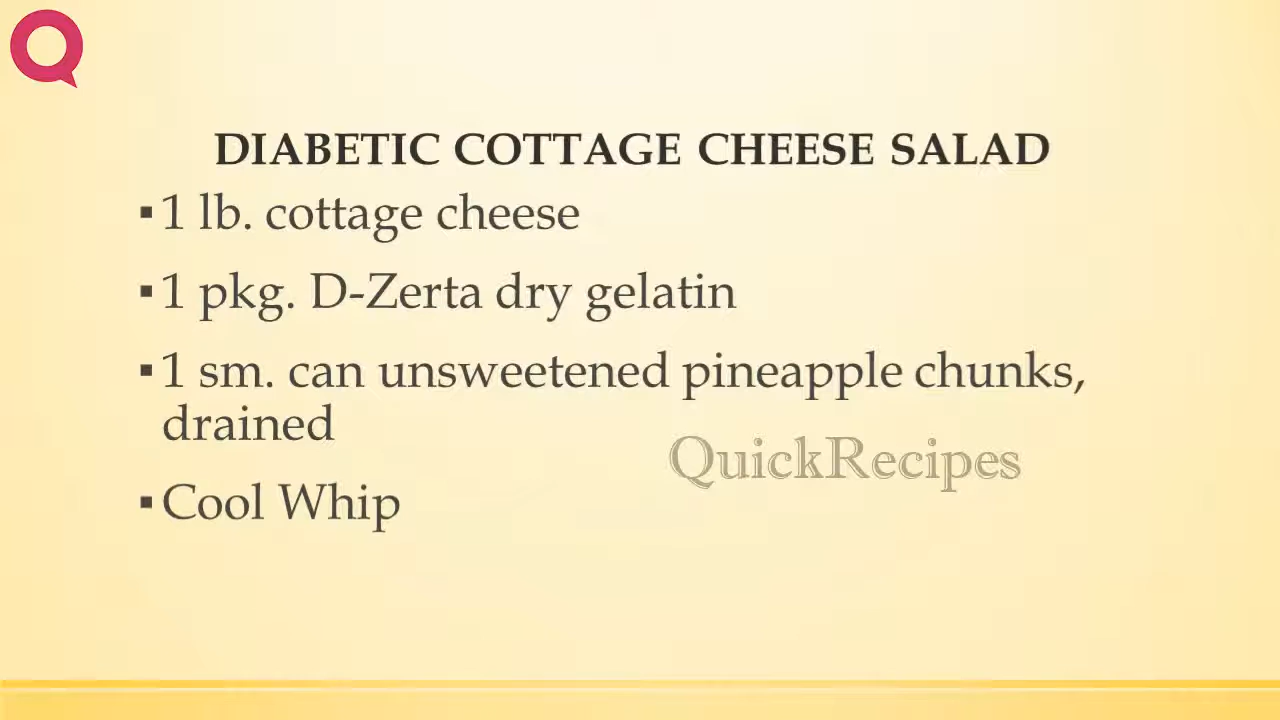 DIABETIC COTTAGE CHEESE SALAD
▪1 lb. cottage cheese
▪1 pkg. D-Zerta dry gelatin
▪1 sm. can unsweetened pineapple chunks,
drained
QuickRecipes
▪Cool Whip